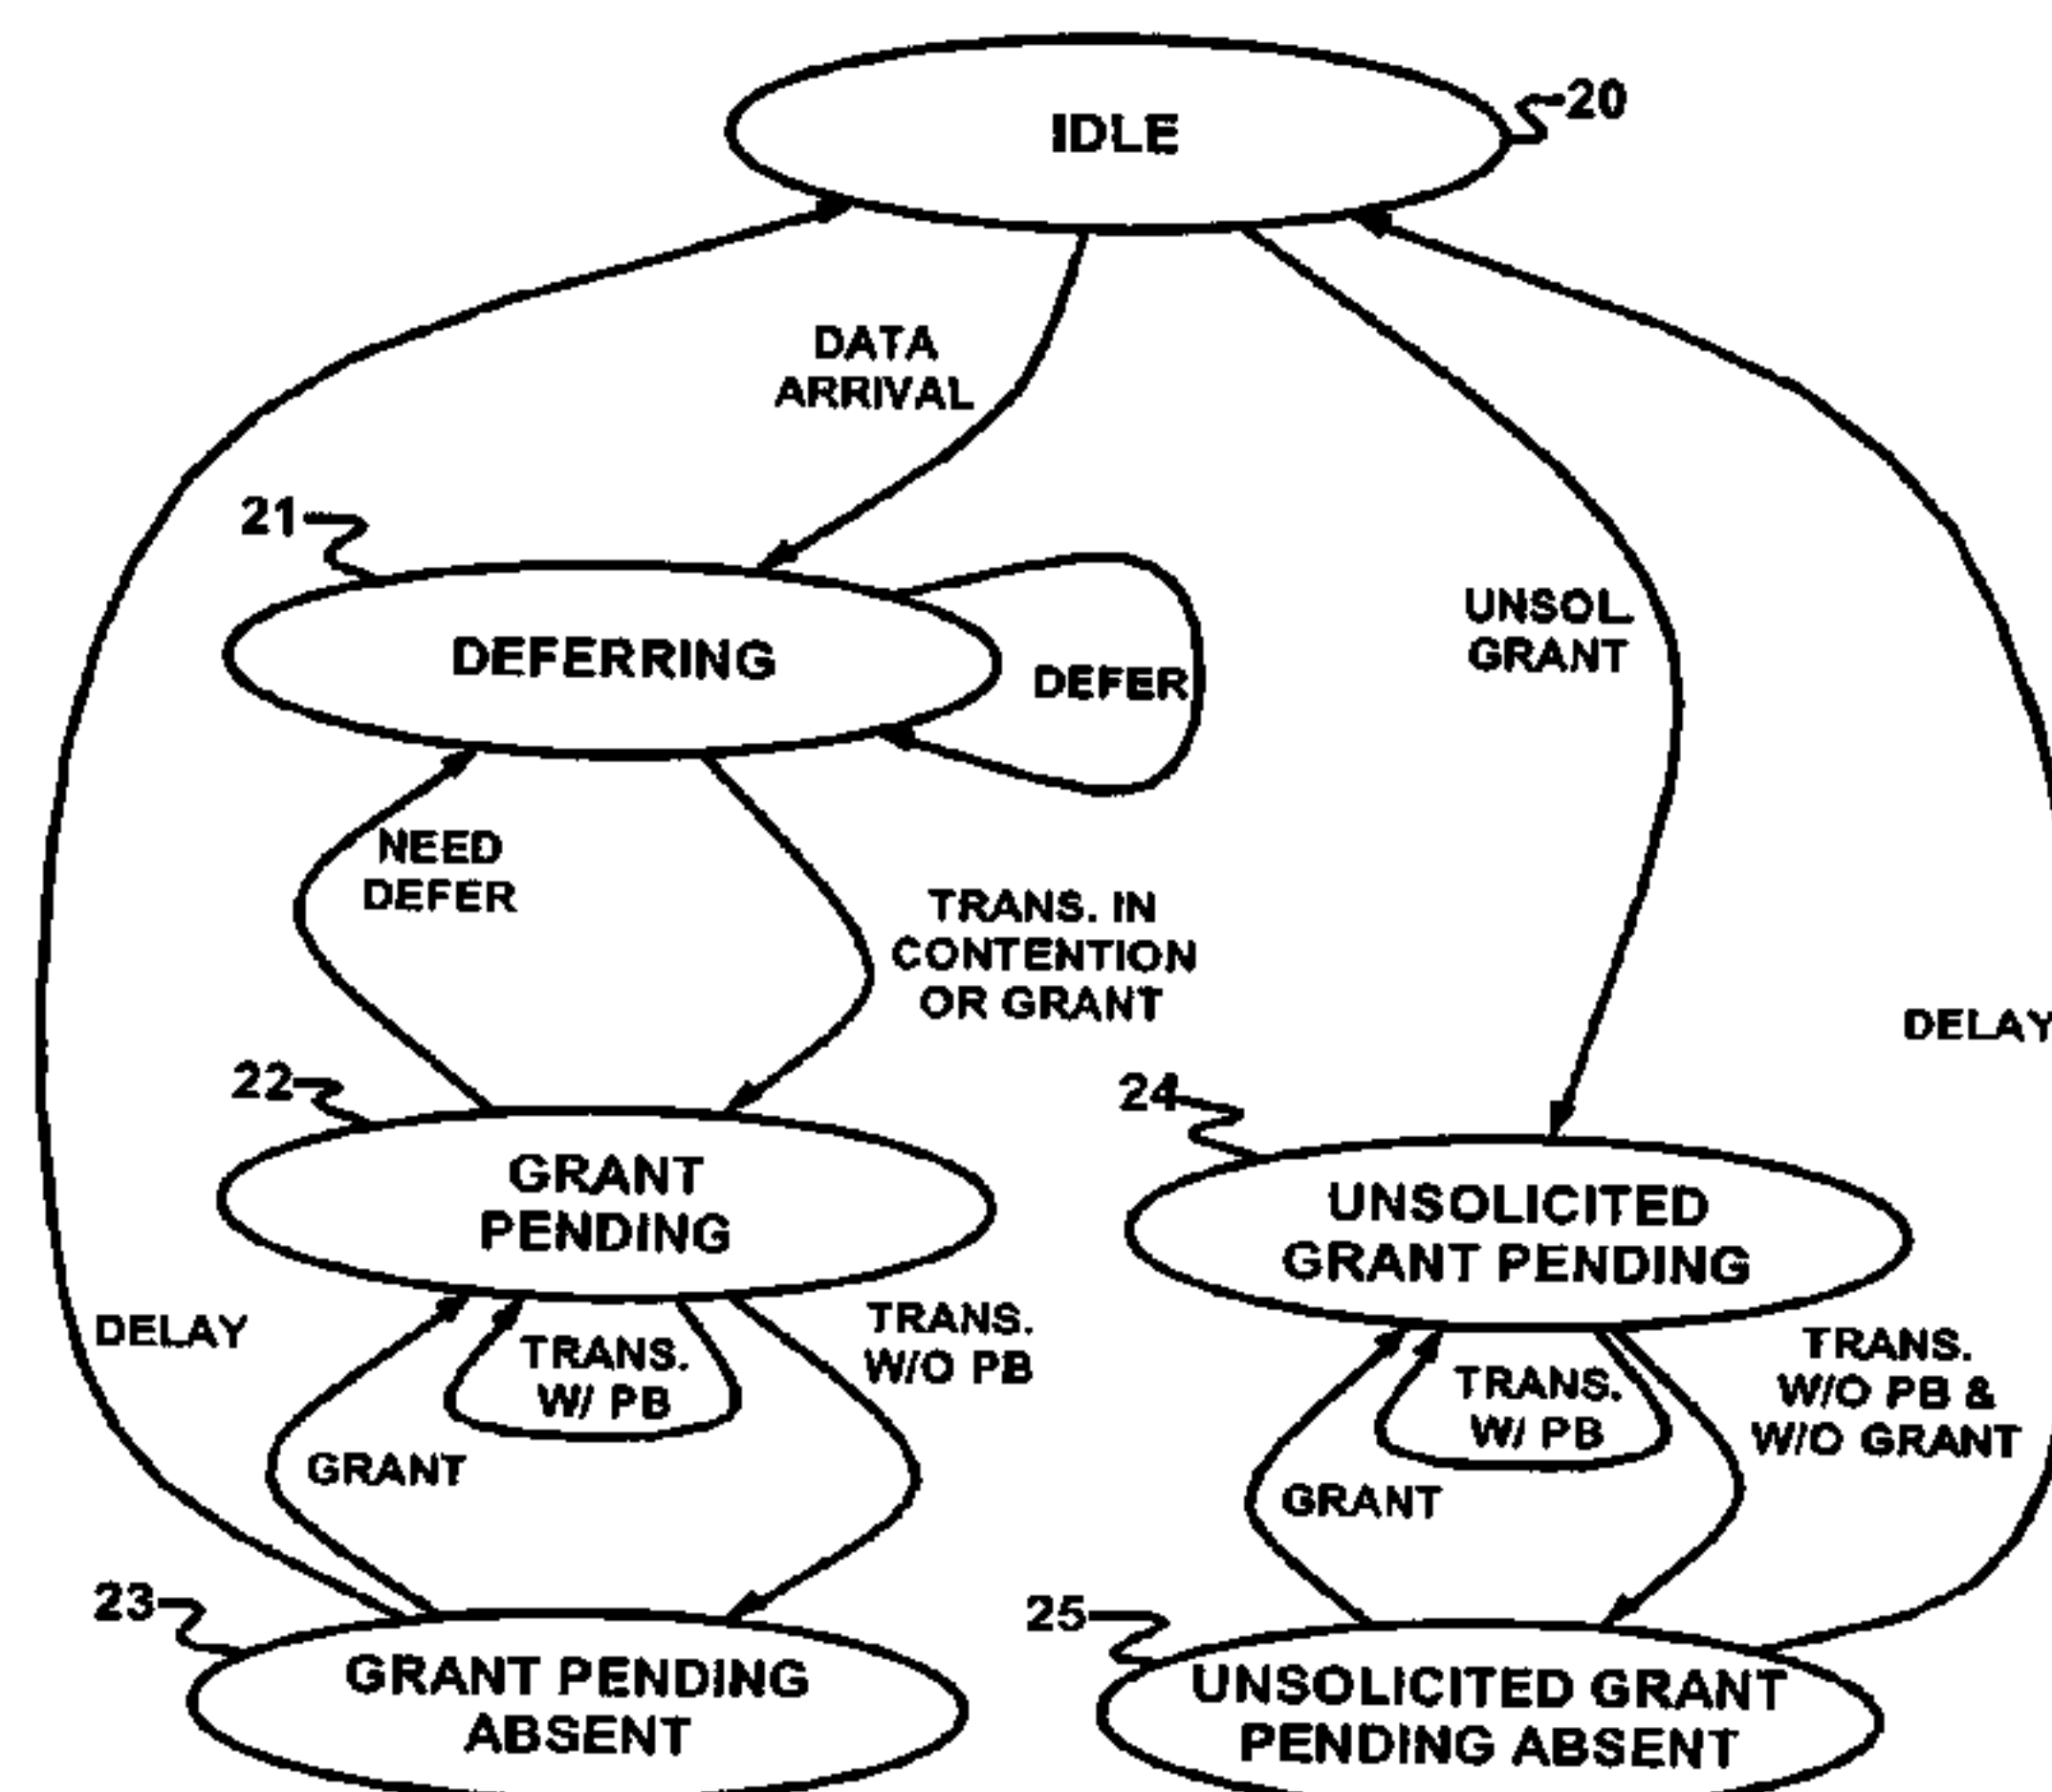 IDLE
20
DATA
ARRIVAL
21
DEFERRING
DEFER
UNSOL.
GRANT
NEED
DEFER
TRANS. IN
CONTENTION
OR GRANT
DELAY
22
GRANT
PENDING
24
UNSOLICITED
GRANT PENDING
DELAY
TRANS.
W/ PB
TRANS.
W/O PB
GRANT
TRANS.
W/ PB
TRANS.
W/O PB &
W/O GRANT
GRANT
23
GRANT PENDING
ABSENT
25
UNSOLICITED GRANT
PENDING ABSENT